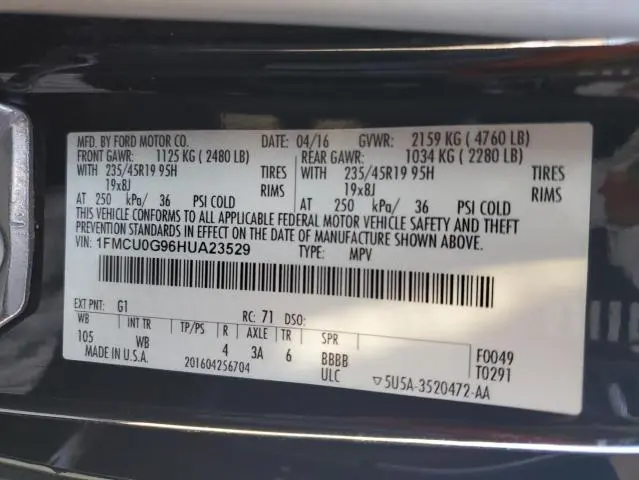 MFD. BY FORD MOTOR CO. DATE: 04/16 GVWR: 2159 KG ( 4760 LB)
FRONT GAWR: 1125 KG ( 2480 LB) REAR GAWR: 1034 KG ( 2280 LB)
WITH 235/45R19 95H TIRES WITH 235/45R19 95H TIRES
19x8J RIMS 19x8J RIMS
AT 250 kPa/ 36 PSI COLD AT 250 kPa/ 36 PSI COLD
THIS VEHICLE CONFORMS TO ALL APPLICABLE FEDERAL MOTOR VEHICLE SAFETY AND THEFT
PREVENTION STANDARDS IN EFFECT ON THE DATE OF MANUFACTURE SHOWN ABOVE.
VIN: 1FMCU0G96HUA23529 TYPE: MPV
EXT PNT: G1 RC: 71 DSO:
WB INT TR TP/PS R AXLE TR SPR
105 WB 4 3A 6 BBBB F0049
MADE IN U.S.A. 201604256704 ULC T0291
▽5U5A-3520472-AA